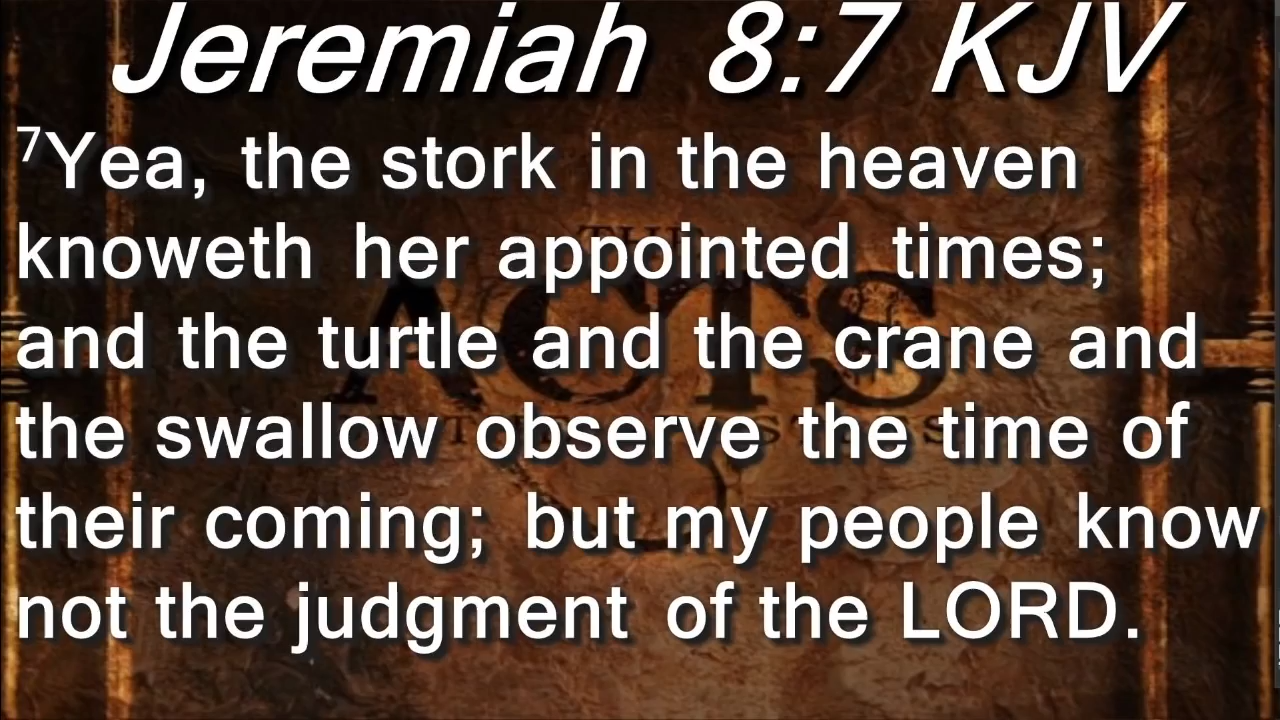 Jeremiah 8:7 KJV
⁷Yea, the stork in the heaven
knoweth her appointed times;
and the turtle and the crane and
the swallow observe the time of
their coming; but my people know
not the judgment of the LORD.
THE
ACTS